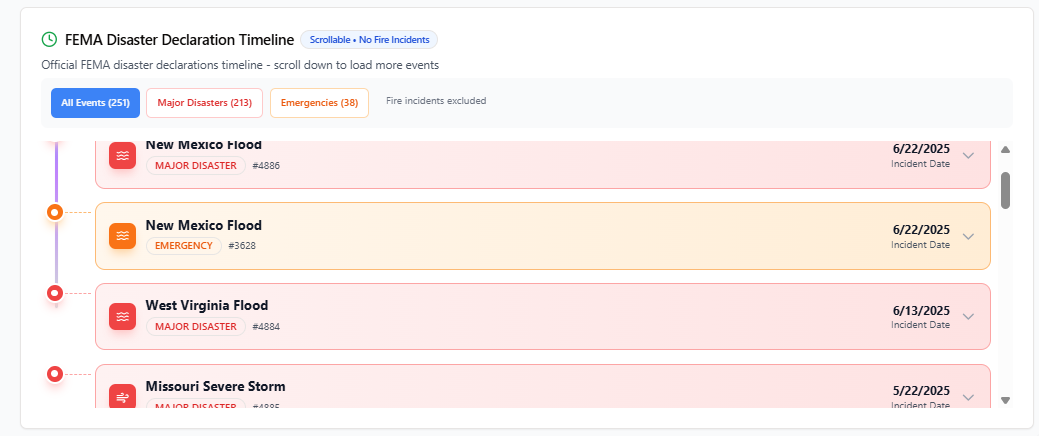 FEMA Disaster Declaration Timeline Scrollable • No Fire Incidents
Official FEMA disaster declarations timeline - scroll down to load more events
All Events (251) Major Disasters (213) Emergencies (38) Fire incidents excluded
New Mexico Flood 6/22/2025
MAJOR DISASTER #4886 Incident Date
New Mexico Flood 6/22/2025
EMERGENCY #3628 Incident Date
West Virginia Flood 6/13/2025
MAJOR DISASTER #4884 Incident Date
Missouri Severe Storm 5/22/2025
MAJOR DISASTER #4885 Incident Date